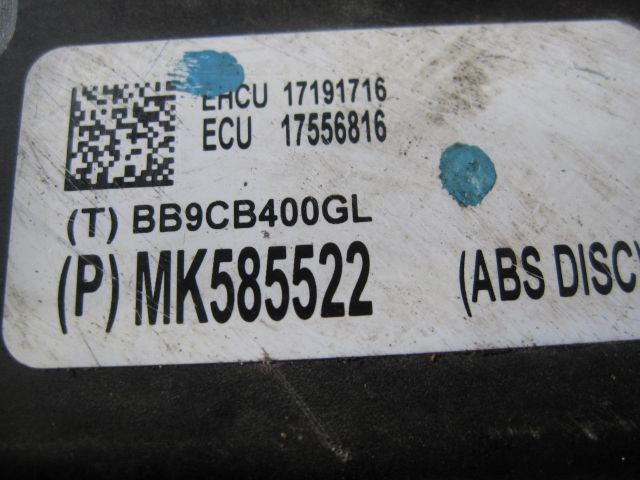 EHCU 17191716
ECU 17556816
(T) BB9CB400GL
(P) MK585522 (ABS DISC)